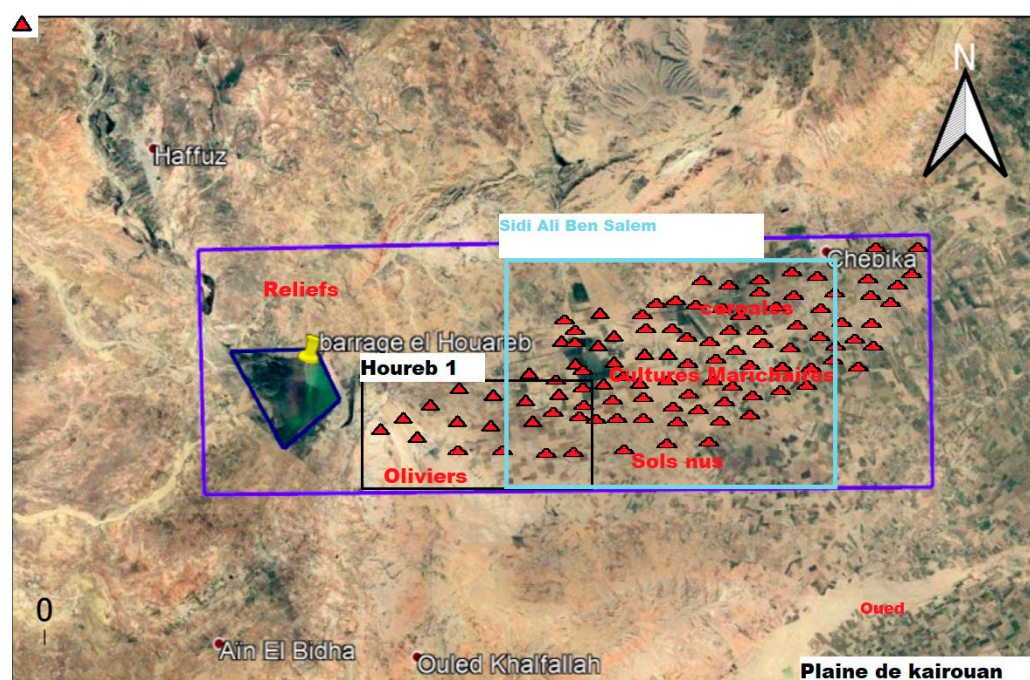 N
Haffuz
Sidi Ali Ben Salem
Chebika
Reliefs
cereales
barrage el Houareb
Houreb 1
Cultures Marichaires
Oliviers
Sols nus
0
Oued
Aïn El Bidha
Ouled Khalfallah
Plaine de kairouan